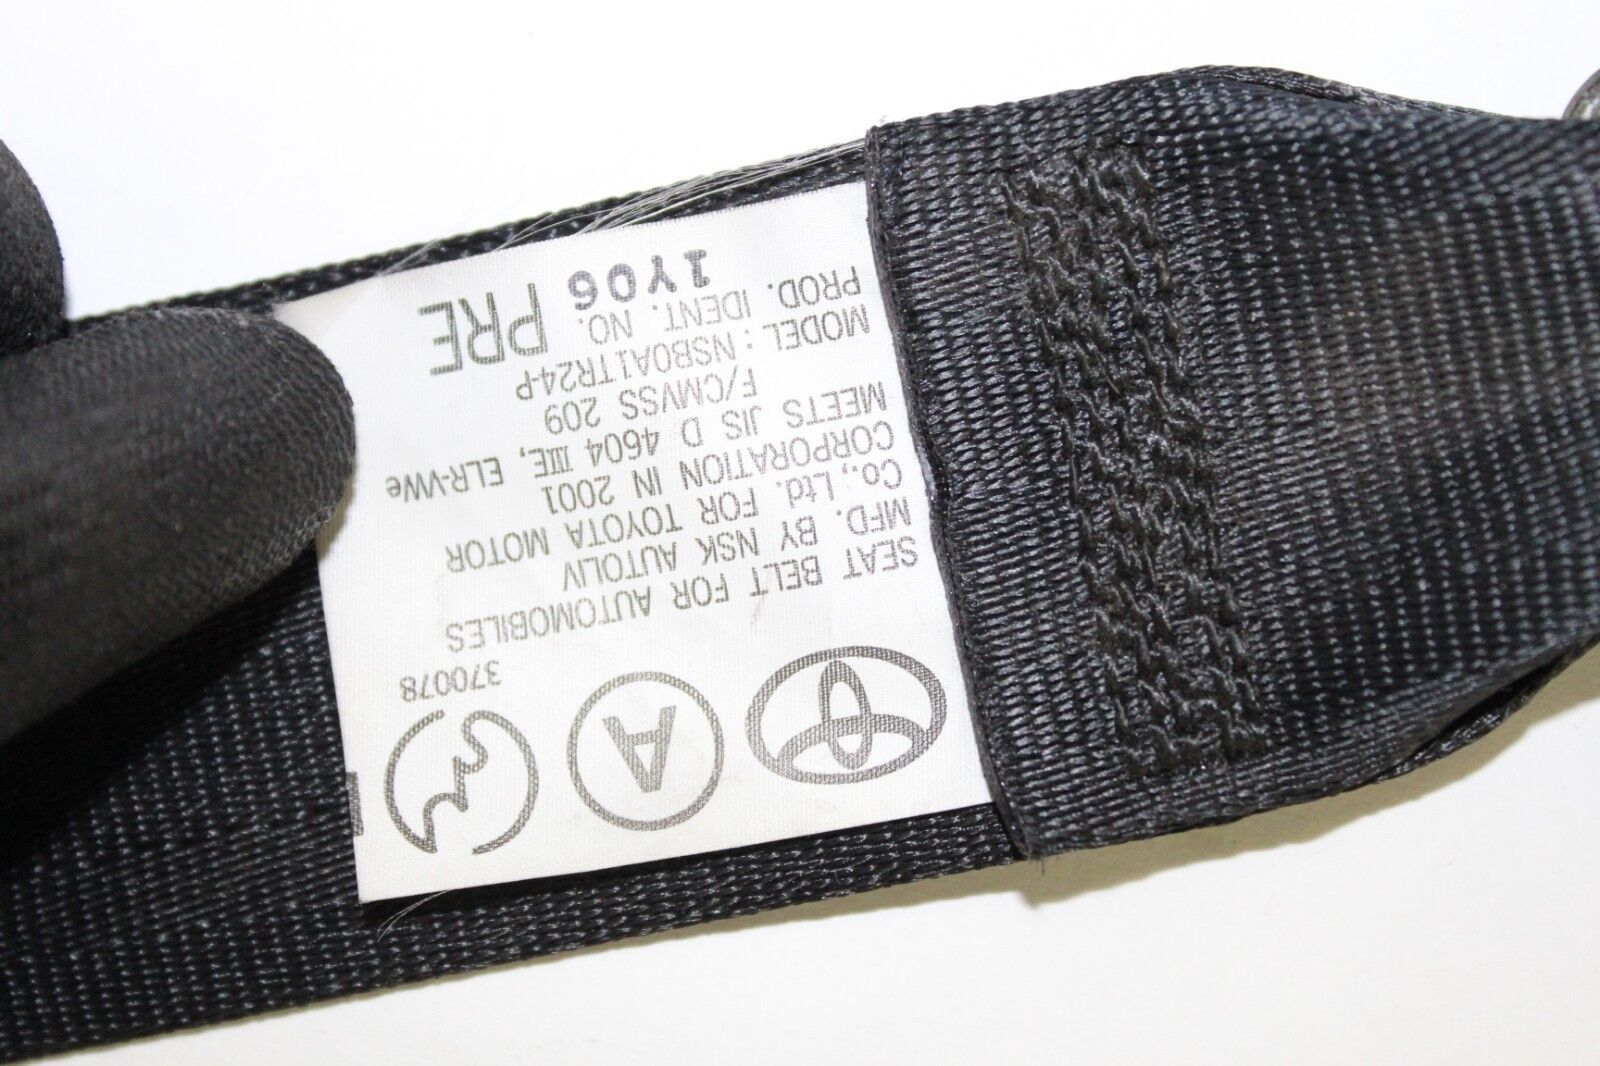 A
370078
SEAT BELT FOR AUTOMOBILES
MFD. BY NSK AUTOLIV
Co., Ltd. FOR TOYOTA MOTOR
CORPORATION IN 2001
MEETS JIS D 4604 IIIE, ELR-VWe
F/CMVSS 209
MODEL : NSB0A1TR24-P
PROD. IDENT. NO. PRE
1Y06